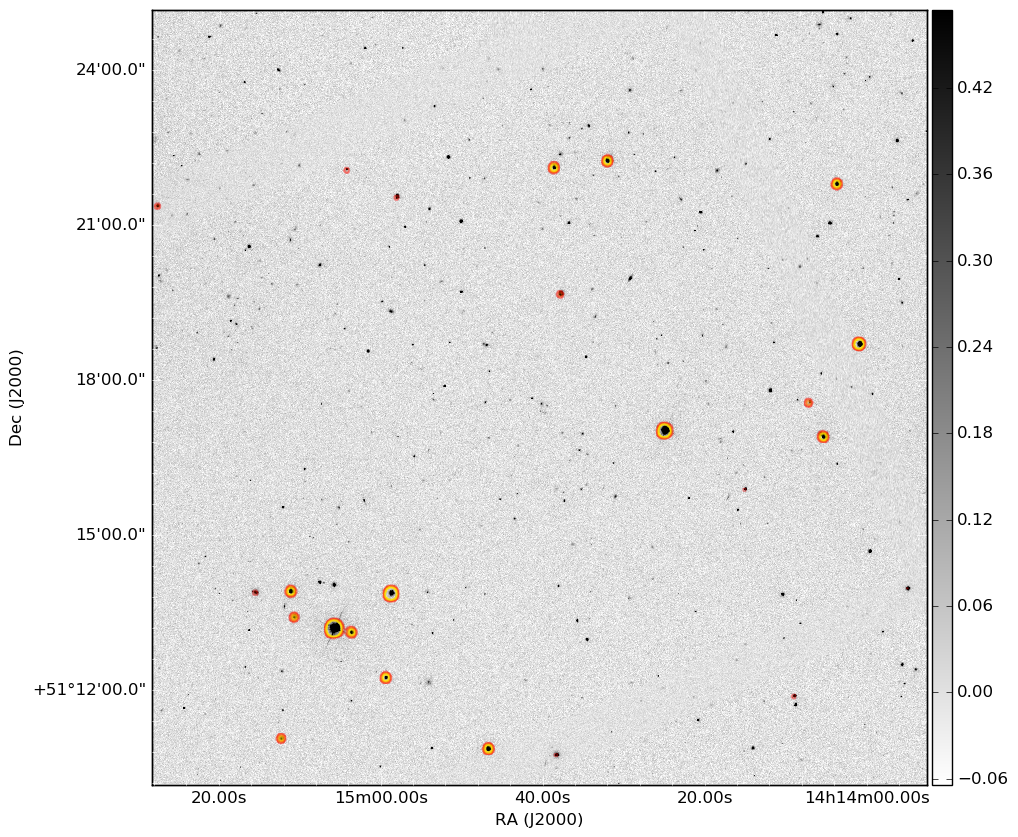 24'00.0"
21'00.0"
18'00.0"
15'00.0"
+51°12'00.0"
Dec (J2000)
20.00s
15m00.00s
40.00s
20.00s
14h14m00.00s
RA (J2000)
0.42
0.36
0.30
0.24
0.18
0.12
0.06
0.00
−0.06